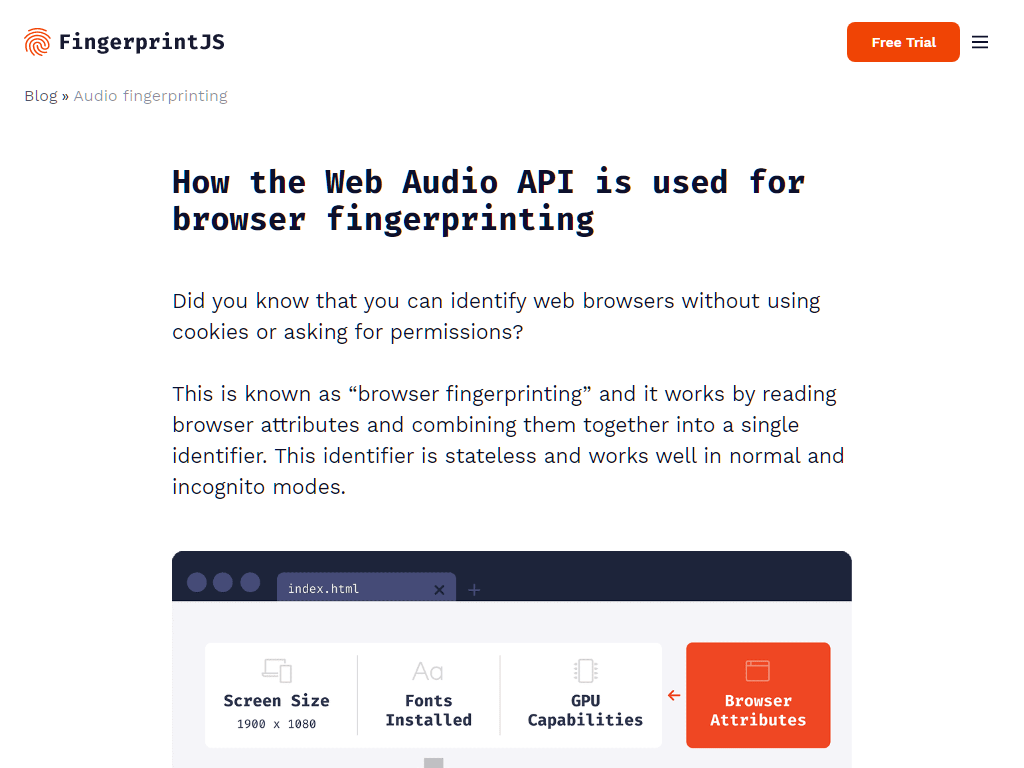 FingerprintJS
Free Trial
Blog » Audio fingerprinting
How the Web Audio API is used for
browser fingerprinting
Did you know that you can identify web browsers without using
cookies or asking for permissions?
This is known as “browser fingerprinting” and it works by reading
browser attributes and combining them together into a single
identifier. This identifier is stateless and works well in normal and
incognito modes.
index.html
Screen Size
1900 x 1080
Aa
Fonts
Installed
GPU
Capabilities
Browser
Attributes